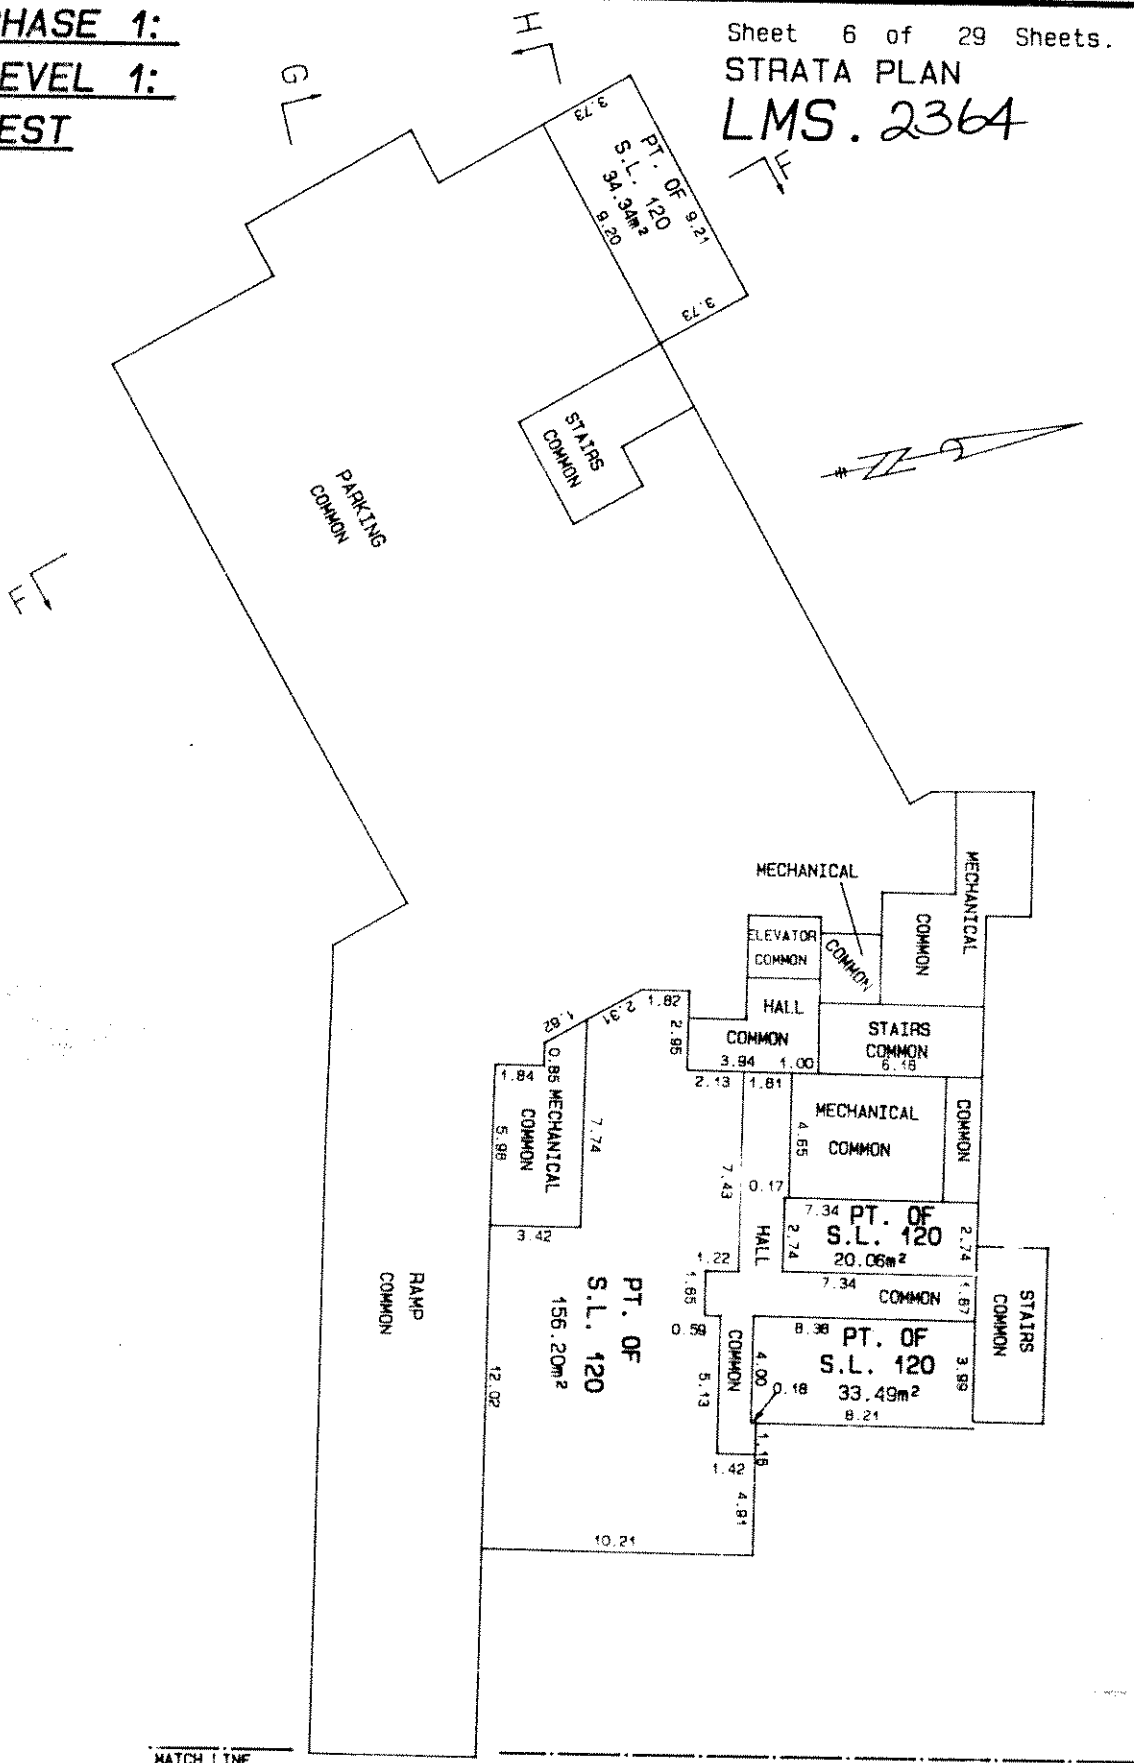 PHASE 1:
LEVEL 1:
WEST
Sheet 6 of 29 Sheets.
STRATA PLAN
LMS. 2364
H
G
F
3.73
PT. OF
S.L. 120
34.34m²
9.21
9.20
3.73
STAIRS
COMMON
N
PARKING
COMMON
F
MECHANICAL
MECHANICAL
COMMON
ELEVATOR
COMMON
COMMON
HALL
COMMON
STAIRS
COMMON
6.18
3.94
1.00
1.82
2.31
1.62
2.95
0.85
1.84
MECHANICAL
COMMON
5.98
7.74
3.42
2.13
1.81
MECHANICAL
COMMON
COMMON
4.65
7.43
0.17
7.34
PT. OF
S.L. 120
20.06m²
2.74
2.74
HALL
7.34
1.22
1.65
COMMON
1.87
STAIRS
COMMON
0.59
COMMON
8.38
PT. OF
S.L. 120
33.49m²
4.00
3.99
0.18
8.21
5.13
1.15
1.42
4.91
PT. OF
S.L. 120
156.20m²
RAMP
COMMON
12.02
10.21
MATCH LINE